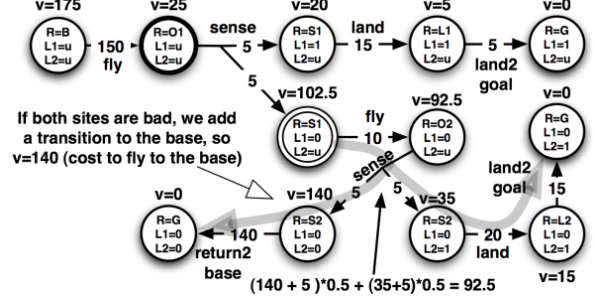 v=175
v=25
v=20
v=5
v=0
R=B
L1=u
L2=u
150
fly
R=O1
L1=u
L2=u
sense
5
5
R=S1
L1=1
L2=u
land
15
R=L1
L1=1
L2=u
5
land2
goal
R=G
L1=1
L2=u
v=102.5
v=92.5
v=0
If both sites are bad, we add
a transition to the base, so
v=140 (cost to fly to the base)
R=S1
L1=0
L2=u
fly
10
R=O2
L1=0
L2=u
R=G
L1=0
L2=1
sense
5
5
land2
goal
15
v=0
v=140
v=35
R=G
L1=0
L2=0
140
return2
base
R=S2
L1=0
L2=0
R=S2
L1=0
L2=1
20
land
R=L2
L1=0
L2=1
v=15
(140 + 5 )*0.5 + (35+5)*0.5 = 92.5